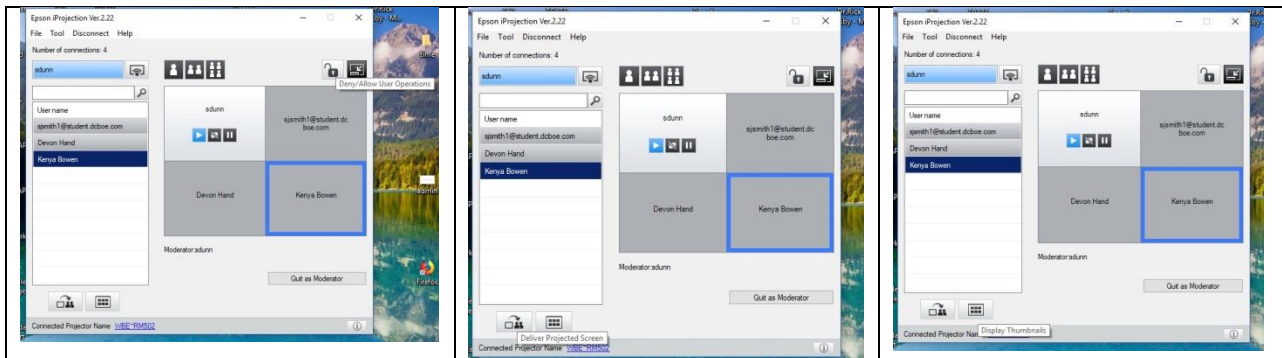 Epson iProjection Ver.2.22
File Tool Disconnect Help
Number of connections: 4
sdunn
Deny/Allow User Operations
User name
sjsmith1@student.dcboe.com
Devon Hand
Kenya Bowen
sdunn
sjsmith1@student.dc
boe.com
Devon Hand
Kenya Bowen
Moderator:sdunn
Quit as Moderator
Connected Projector Name WBE-RM502
admin
Firefox
Epson iProjection Ver.2.22
File Tool Disconnect Help
Number of connections: 4
sdunn
User name
sjsmith1@student.dcboe.com
Devon Hand
Kenya Bowen
sdunn
sjsmith1@student.dc
boe.com
Devon Hand
Kenya Bowen
Moderator:sdunn
Quit as Moderator
Deliver Projected Screen
Connected Projector Name WBE-RM502
Epson iProjection Ver.2.22
File Tool Disconnect Help
Number of connections: 4
sdunn
User name
sjsmith1@student.dcboe.com
Devon Hand
Kenya Bowen
sdunn
sjsmith1@student.dc
boe.com
Devon Hand
Kenya Bowen
Moderator:sdunn
Quit as Moderator
Display Thumbnails
Connected Projector Nam